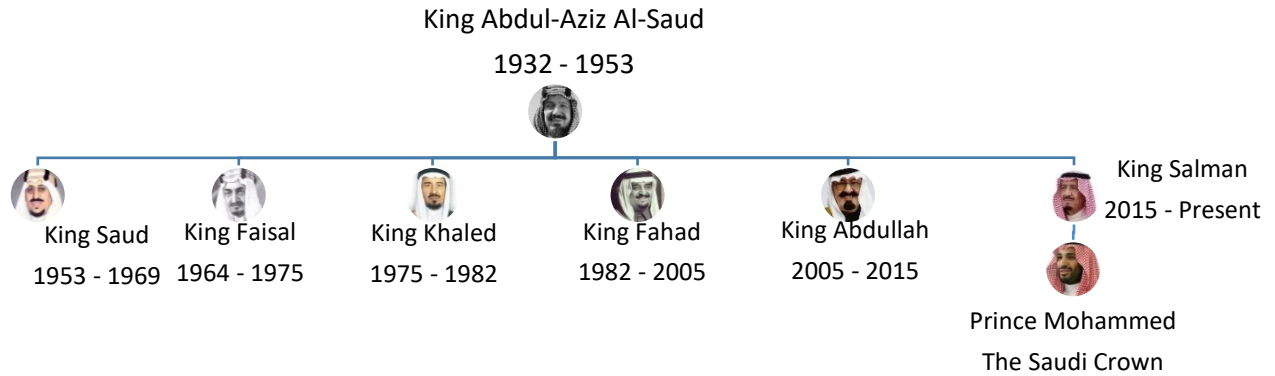 King Abdul-Aziz Al-Saud
1932 - 1953
King Saud
1953 - 1969
King Faisal
1964 - 1975
King Khaled
1975 - 1982
King Fahad
1982 - 2005
King Abdullah
2005 - 2015
King Salman
2015 - Present
Prince Mohammed
The Saudi Crown